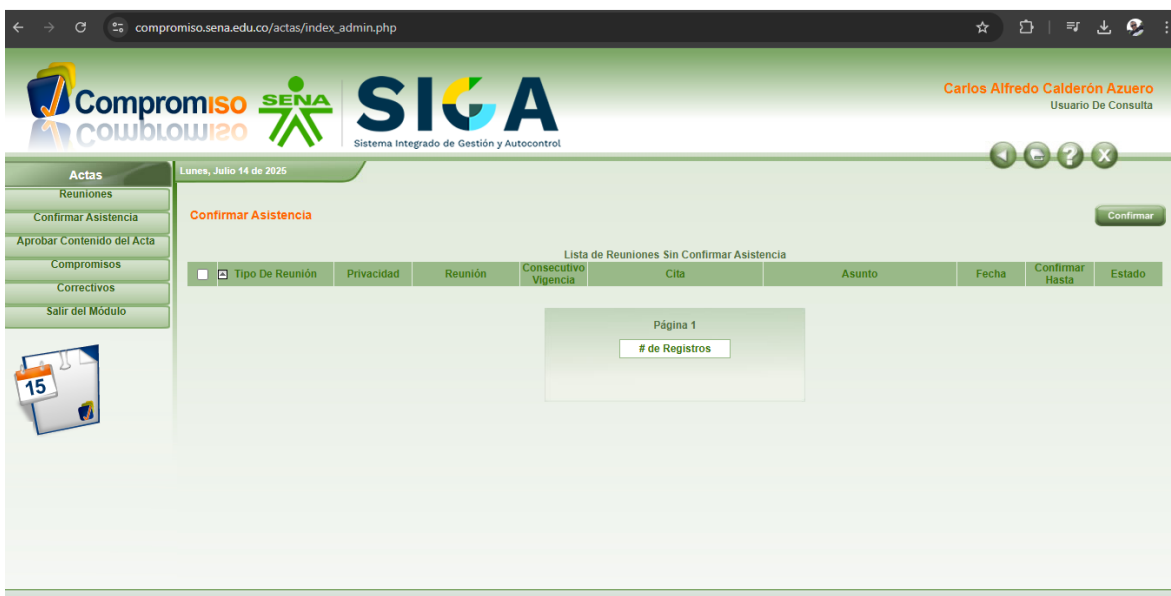 compromiso.sena.edu.co/actas/index_admin.php
Compromiso
SENA
SIGA
Sistema Integrado de Gestión y Autocontrol
Carlos Alfredo Calderón Azuero
Usuario De Consulta
Actas
Lunes, Julio 14 de 2025
Reuniones
Confirmar Asistencia
Aprobar Contenido del Acta
Compromisos
Correctivos
Salir del Módulo
15
Confirmar Asistencia
Confirmar
Lista de Reuniones Sin Confirmar Asistencia
Tipo De Reunión Privacidad Reunión Consecutivo Vigencia Cita Asunto Fecha Confirmar Hasta Estado
Página 1
# de Registros